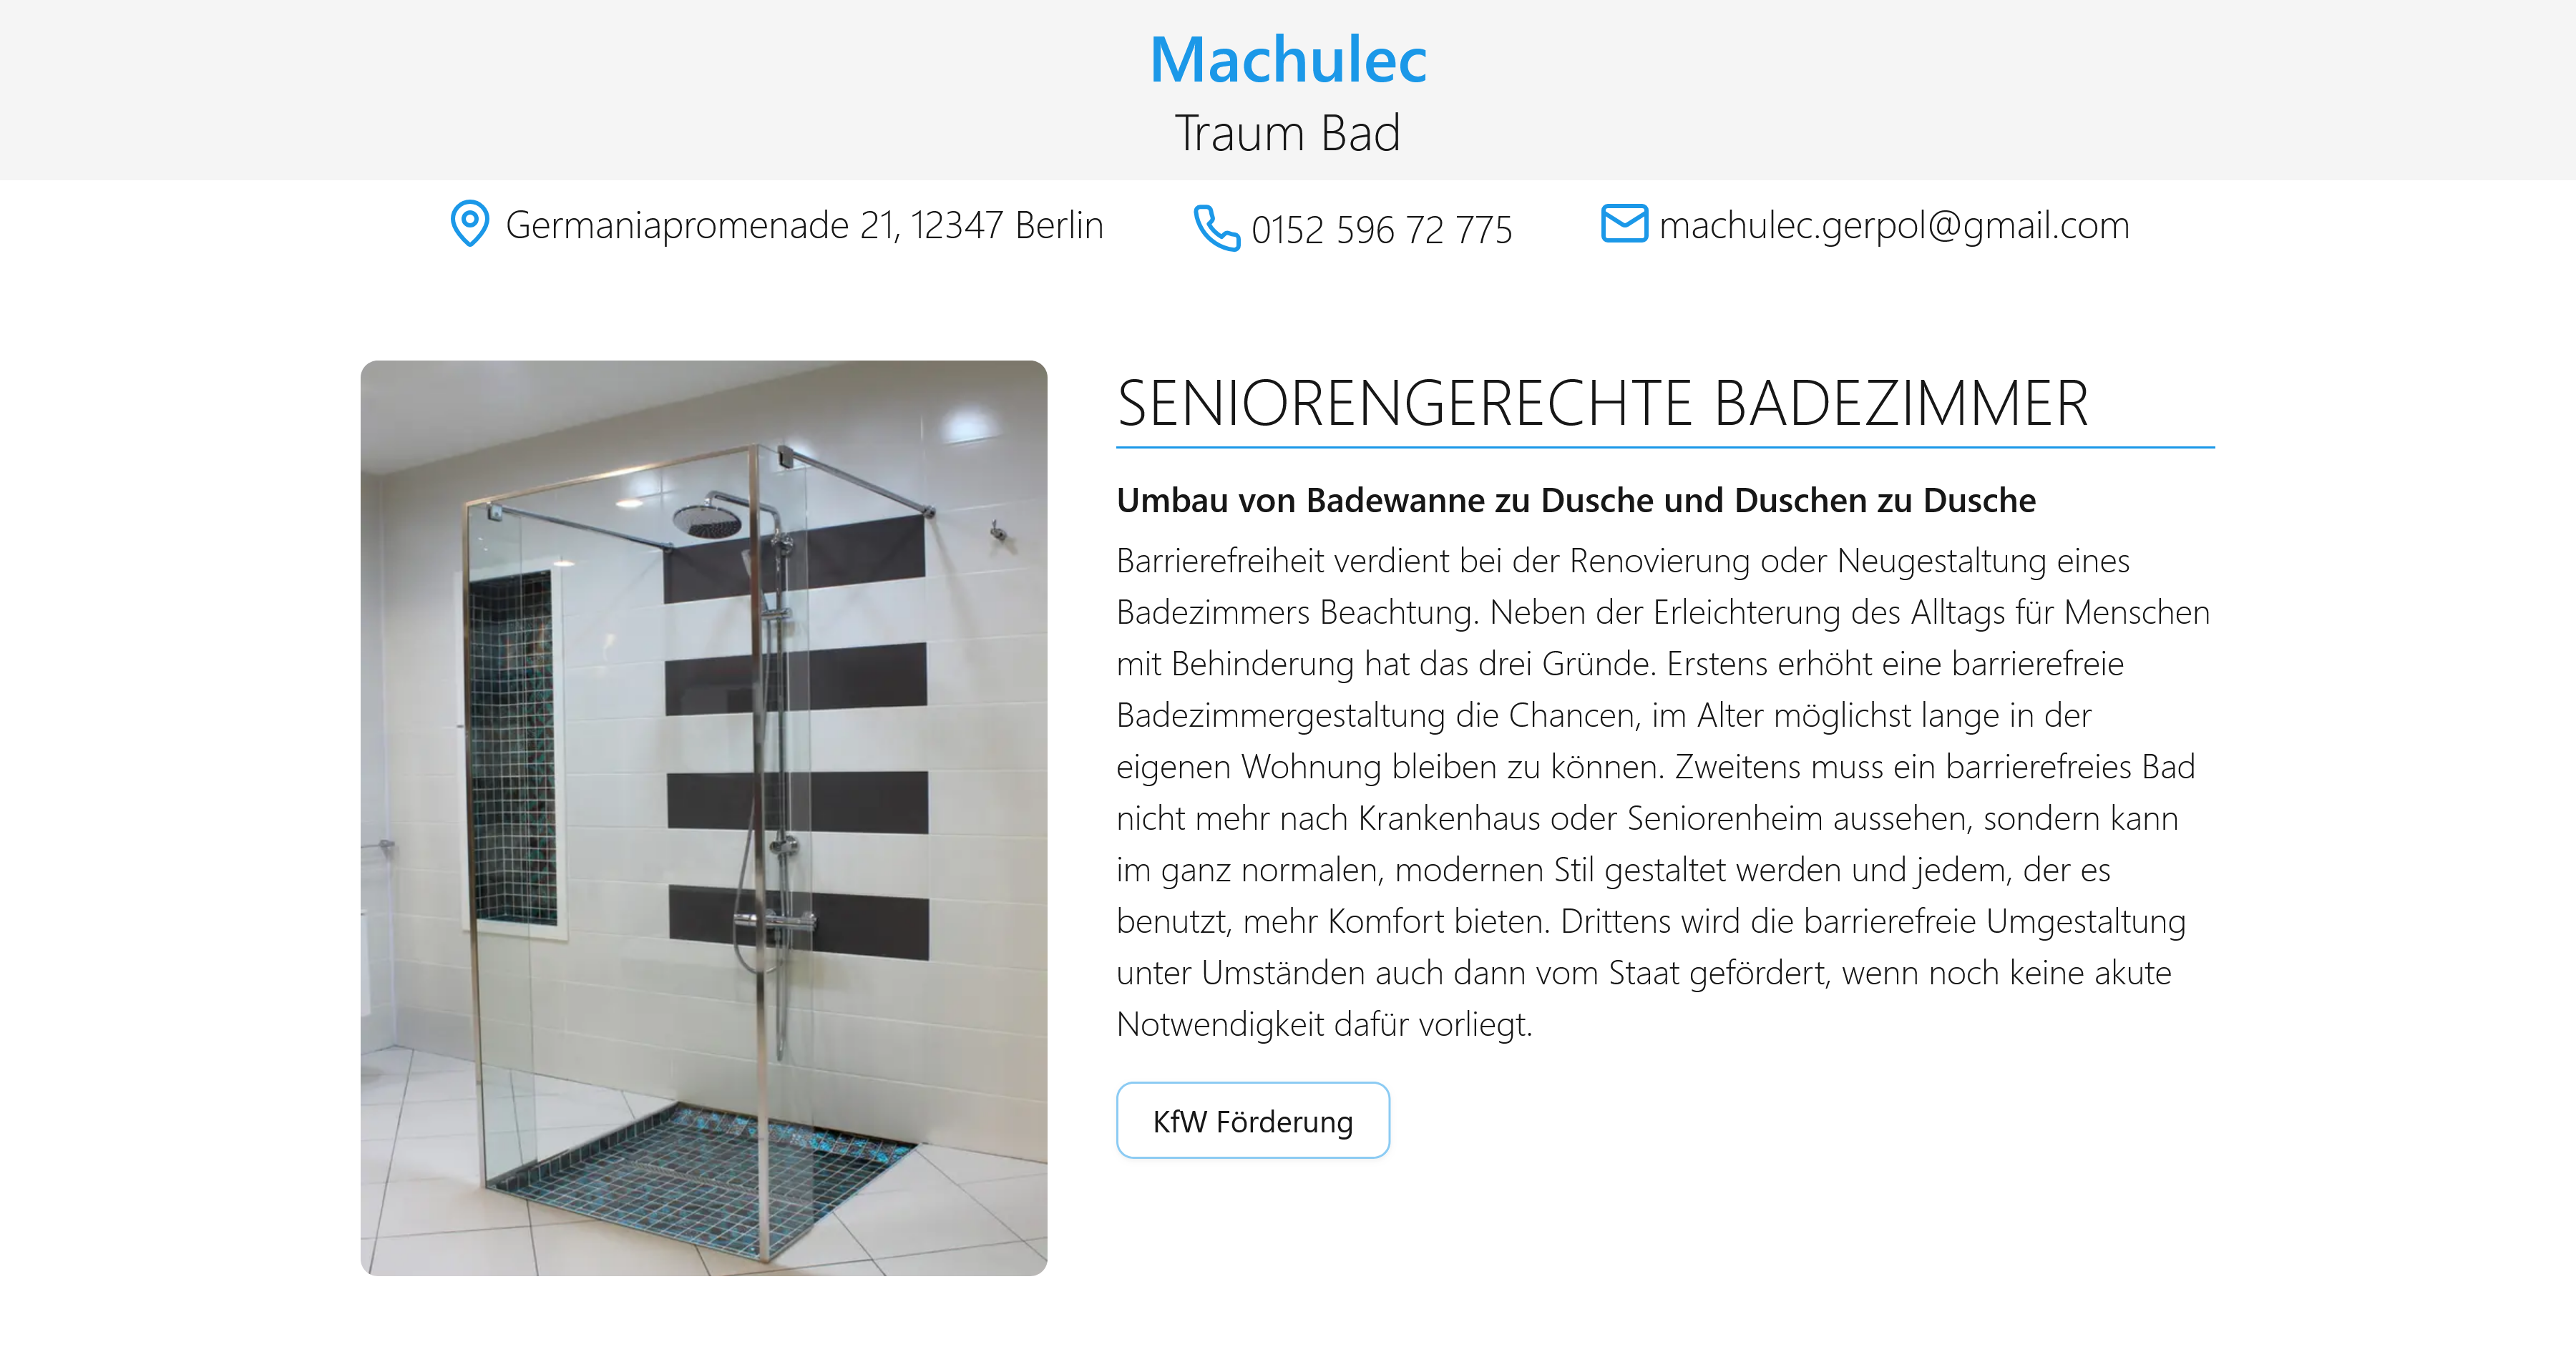 Machulec
Traum Bad
Germaniapromenade 21, 12347 Berlin
0152 596 72 775
machulec.gerpol@gmail.com
SENIORENGERECHTE BADEZIMMER
Umbau von Badewanne zu Dusche und Duschen zu Dusche
Barrierefreiheit verdient bei der Renovierung oder Neugestaltung eines
Badezimmers Beachtung. Neben der Erleichterung des Alltags für Menschen
mit Behinderung hat das drei Gründe. Erstens erhöht eine barrierefreie
Badezimmergestaltung die Chancen, im Alter möglichst lange in der
eigenen Wohnung bleiben zu können. Zweitens muss ein barrierefreies Bad
nicht mehr nach Krankenhaus oder Seniorenheim aussehen, sondern kann
im ganz normalen, modernen Stil gestaltet werden und jedem, der es
benutzt, mehr Komfort bieten. Drittens wird die barrierefreie Umgestaltung
unter Umständen auch dann vom Staat gefördert, wenn noch keine akute
Notwendigkeit dafür vorliegt.
KfW Förderung